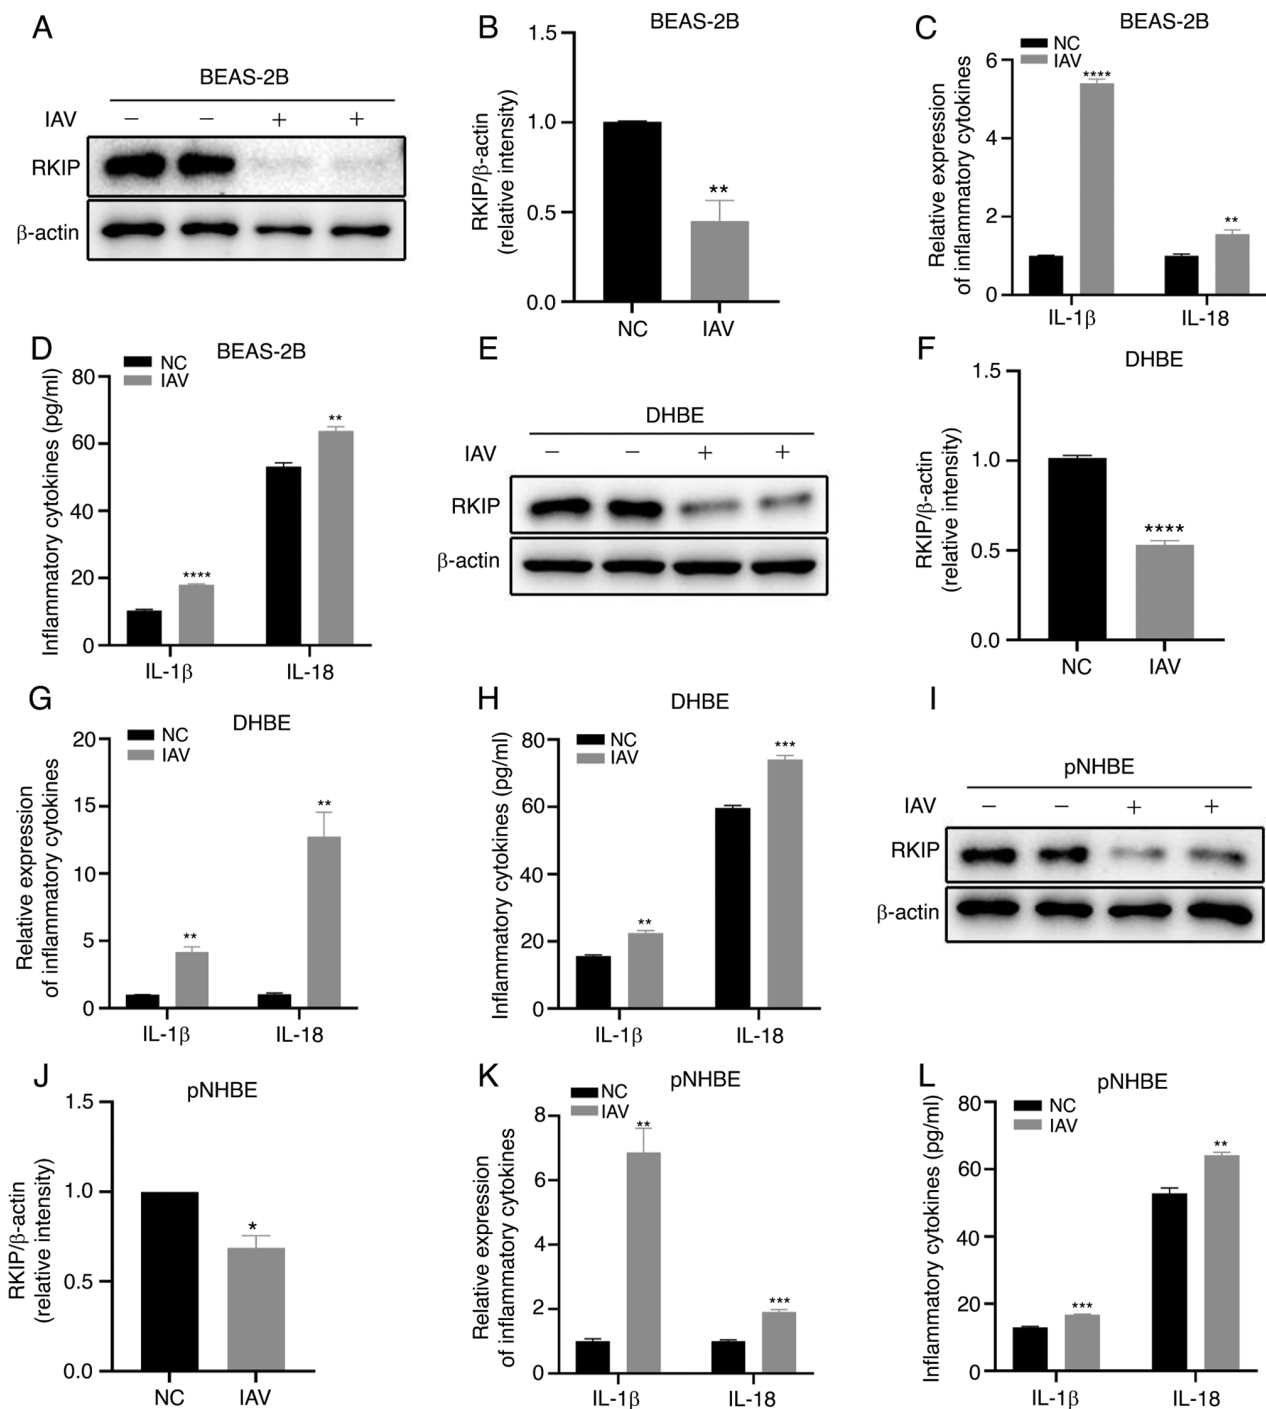 A
BEAS-2B
IAV − − + +
RKIP
β-actin
B
BEAS-2B
RKIP/β-actin
(relative intensity)
1.5
1.0
0.5
0.0
**
NC IAV
C
BEAS-2B
NC
IAV
Relative expression
of inflammatory cytokines
6
4
2
0
****
**
IL-1β IL-18
D
BEAS-2B
NC
IAV
Inflammatory cytokines (pg/ml)
80
60
40
20
0
****
**
IL-1β IL-18
E
DHBE
IAV − − + +
RKIP
β-actin
F
DHBE
RKIP/β-actin
(relative intensity)
1.5
1.0
0.5
0.0
****
NC IAV
G
DHBE
NC
IAV
Relative expression
of inflammatory cytokines
20
15
10
5
0
**
**
IL-1β IL-18
H
DHBE
NC
IAV
Inflammatory cytokines (pg/ml)
80
60
40
20
0
**
***
IL-1β IL-18
I
pNHBE
IAV − − + +
RKIP
β-actin
J
pNHBE
RKIP/β-actin
(relative intensity)
1.5
1.0
0.5
0.0
*
NC IAV
K
pNHBE
NC
IAV
Relative expression
of inflammatory cytokines
8
6
4
2
0
**
***
IL-1β IL-18
L
pNHBE
NC
IAV
Inflammatory cytokines (pg/ml)
80
60
40
20
0
***
**
IL-1β IL-18